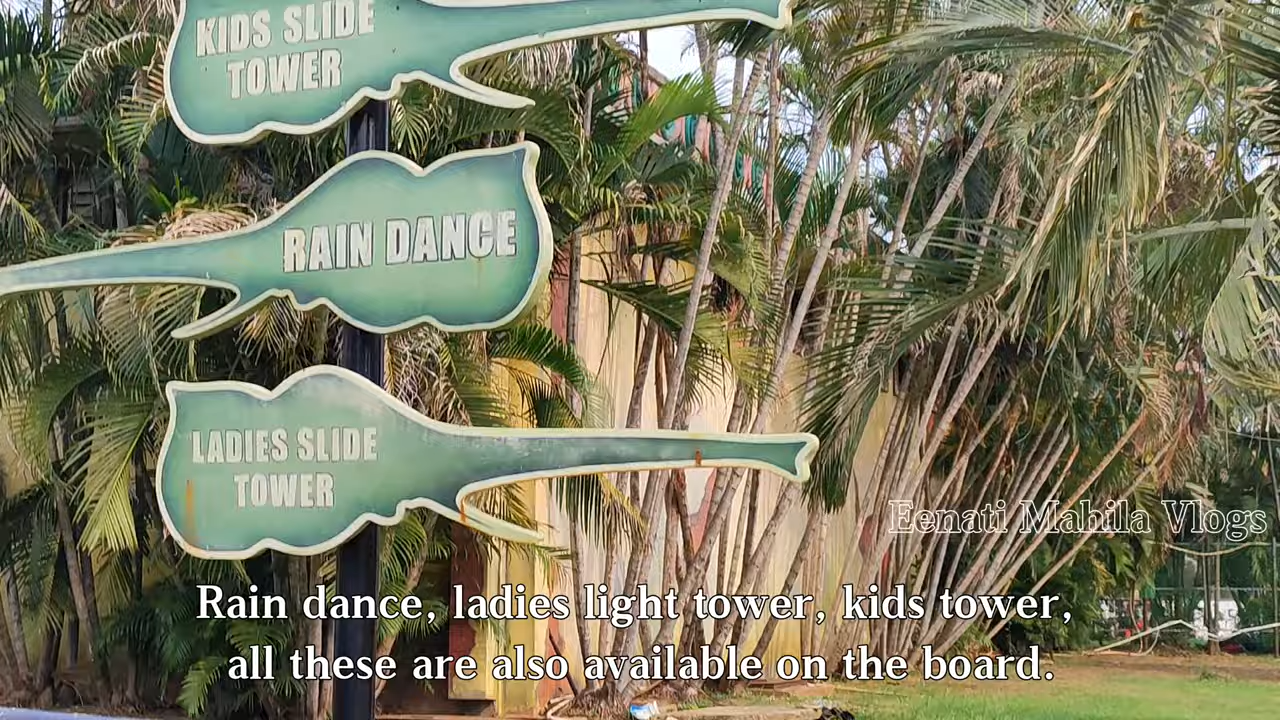 KIDS SLIDE
TOWER
RAIN DANCE
LADIES SLIDE
TOWER
Eenati Mahila Vlogs
Rain dance, ladies light tower, kids tower,
all these are also available on the board.